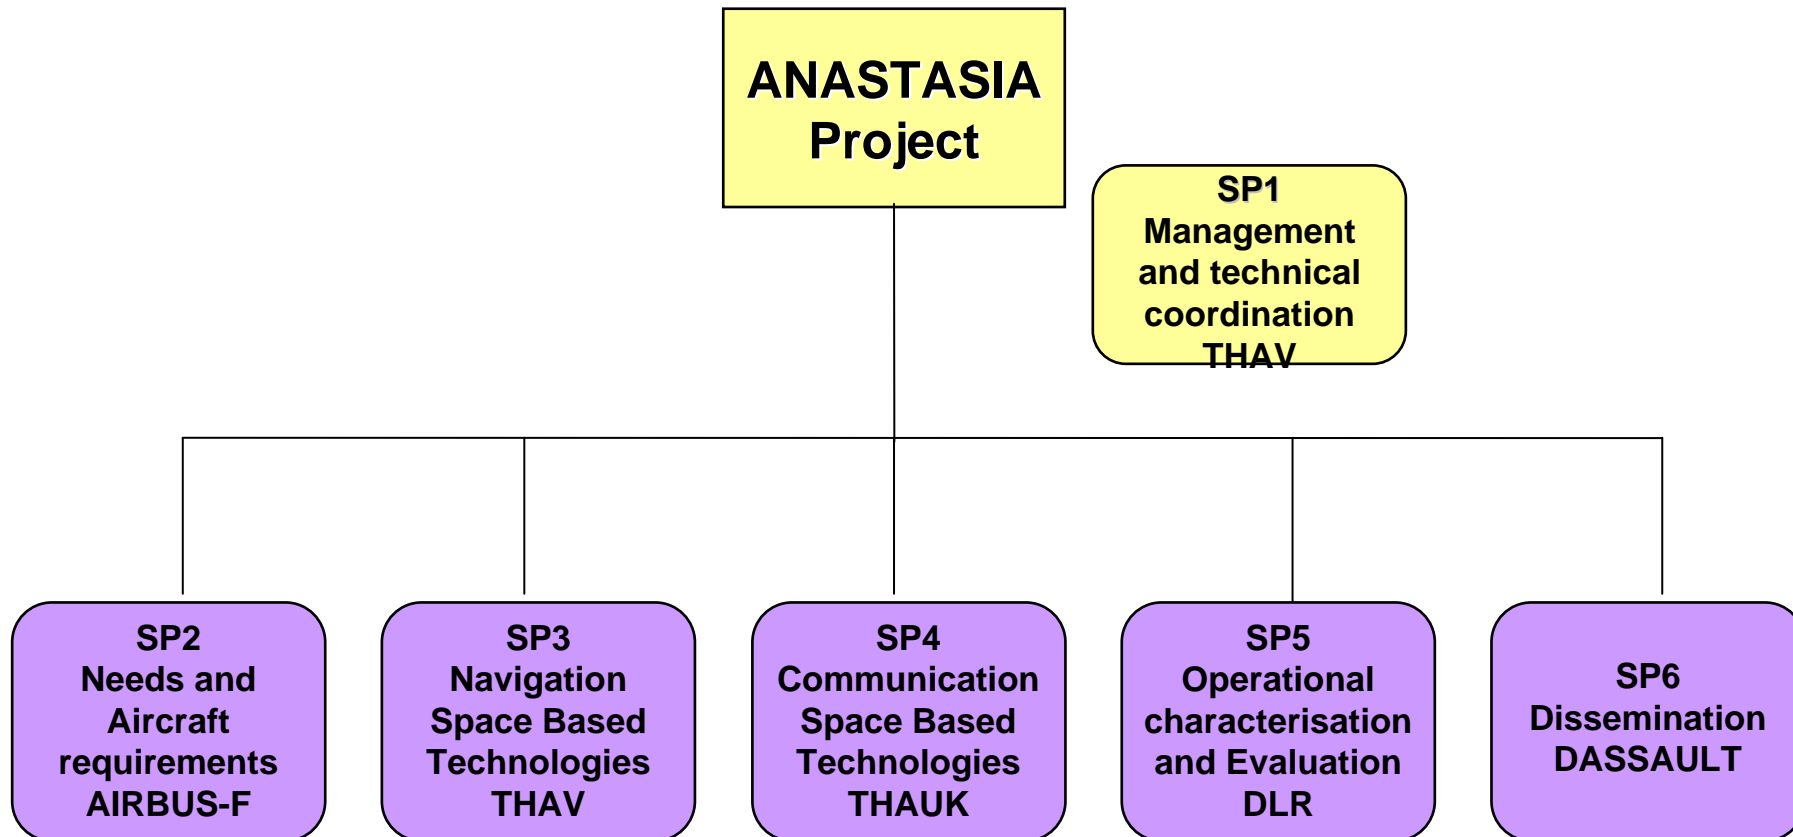 ANASTASIA
Project
SP1
Management
and technical
coordination
THAV
SP2
Needs and
Aircraft
requirements
AIRBUS-F
SP3
Navigation
Space Based
Technologies
THAV
SP4
Communication
Space Based
Technologies
THAUK
SP5
Operational
characterisation
and Evaluation
DLR
SP6
Dissemination
DASSAULT